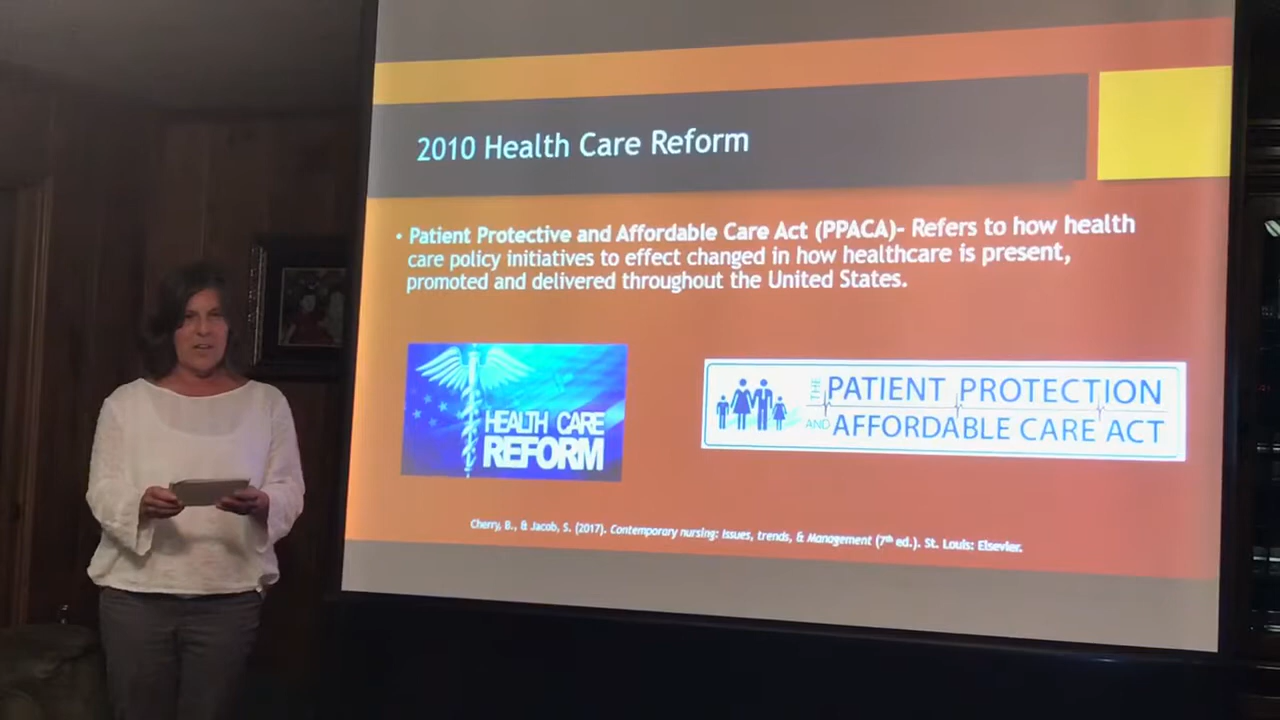 2010 Health Care Reform
• Patient Protective and Affordable Care Act (PPACA)- Refers to how health
care policy initiatives to effect changed in how healthcare is present,
promoted and delivered throughout the United States.
HEALTH CARE
REFORM
THE PATIENT PROTECTION
AND AFFORDABLE CARE ACT
Cherry, B., & Jacob, S. (2017). Contemporary nursing: Issues, trends, & Management (7th ed.). St. Louis: Elsevier.